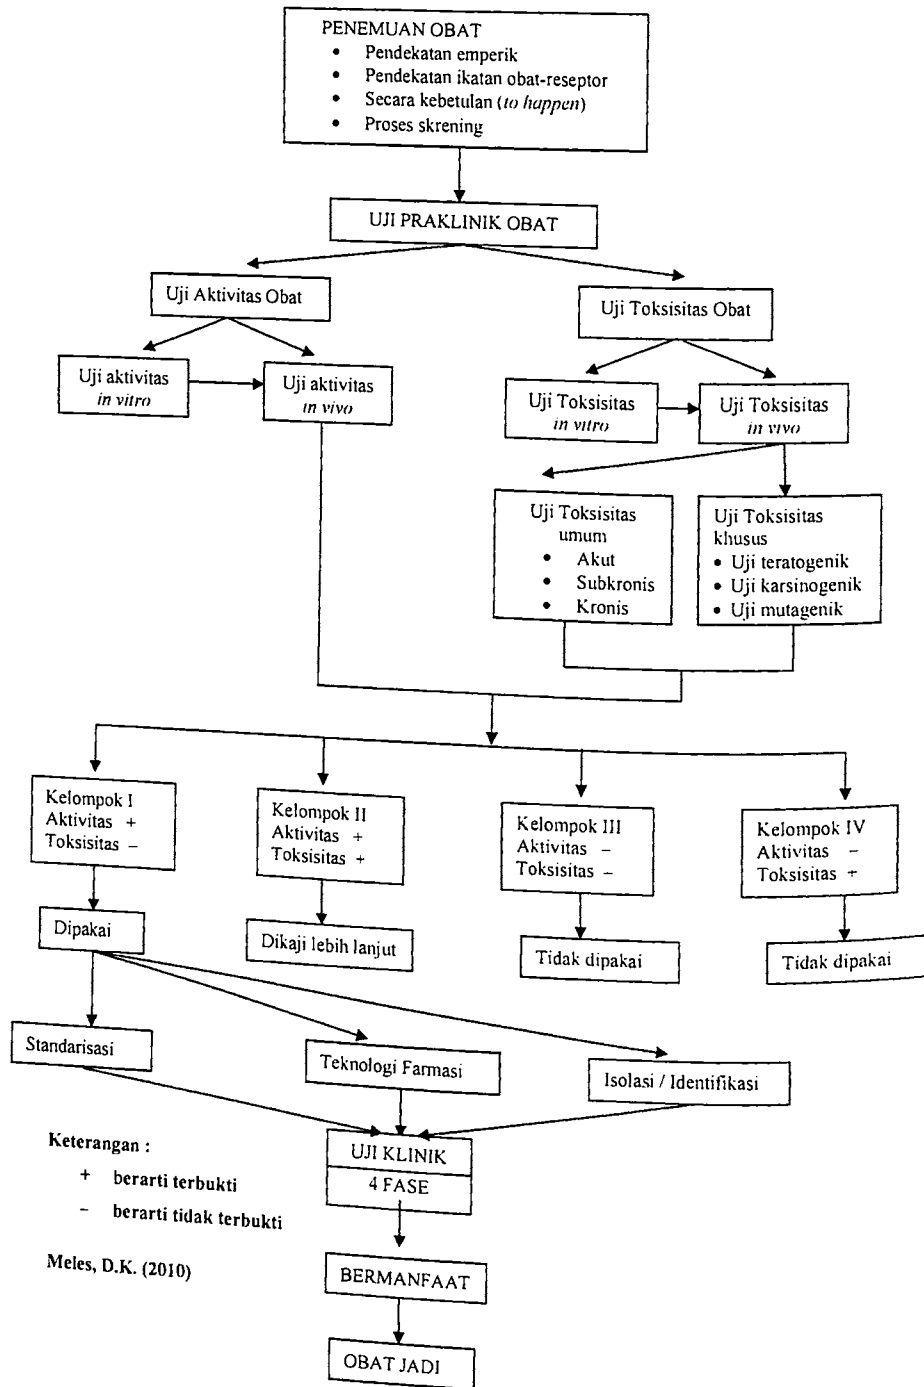 PENEMUAN OBAT
• Pendekatan emperik
• Pendekatan ikatan obat-reseptor
• Secara kebetulan (to happen)
• Proses skrening
UJI PRAKLINIK OBAT
Uji Aktivitas Obat
Uji Toksisitas Obat
Uji aktivitas
in vitro
Uji aktivitas
in vivo
Uji Toksisitas
in vitro
Uji Toksisitas
in vivo
Uji Toksisitas
umum
• Akut
• Subkronis
• Kronis
Uji Toksisitas
khusus
• Uji teratogenik
• Uji karsinogenik
• Uji mutagenik
Kelompok I
Aktivitas +
Toksisitas −
Kelompok II
Aktivitas +
Toksisitas +
Kelompok III
Aktivitas −
Toksisitas −
Kelompok IV
Aktivitas −
Toksisitas +
Dipakai
Dikaji lebih lanjut
Tidak dipakai
Tidak dipakai
Standarisasi
Teknologi Farmasi
Isolasi / Identifikasi
UJI KLINIK
4 FASE
Keterangan :
+ berarti terbukti
− berarti tidak terbukti
Meles, D.K. (2010)
BERMANFAAT
OBAT JADI